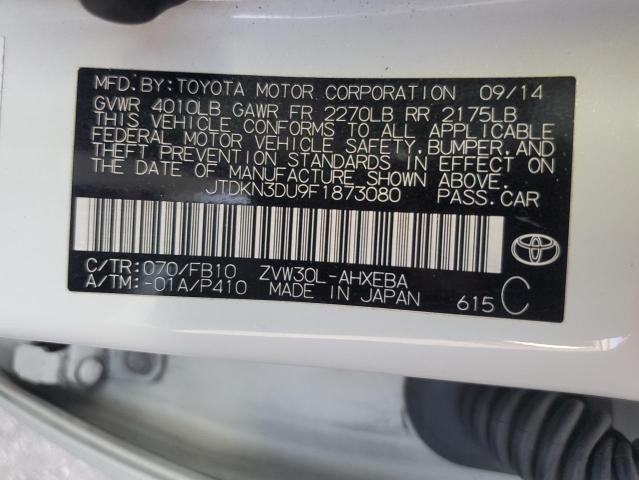 MFD. BY: TOYOTA MOTOR CORPORATION 09/14
GVWR 4010LB GAWR FR 2270LB RR 2175LB
THIS VEHICLE CONFORMS TO ALL APPLICABLE
FEDERAL MOTOR VEHICLE SAFETY, BUMPER, AND
THEFT PREVENTION STANDARDS IN EFFECT ON
THE DATE OF MANUFACTURE SHOWN ABOVE.
JTDKN3DU9F1873080 PASS. CAR
C/TR: 070/FB10 ZVW30L-AHXEBA
A/TM: -01A/P410 MADE IN JAPAN 615 C
TOYOTA